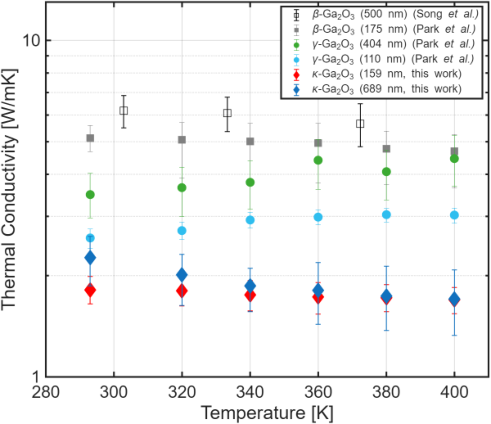 β-Ga₂O₃ (500 nm) (Song et al.)
β-Ga₂O₃ (175 nm) (Park et al.)
γ-Ga₂O₃ (404 nm) (Park et al.)
γ-Ga₂O₃ (110 nm) (Park et al.)
κ-Ga₂O₃ (159 nm, this work)
κ-Ga₂O₃ (689 nm, this work)
Thermal Conductivity [W/mK]
10
1
280 300 320 340 360 380 400
Temperature [K]